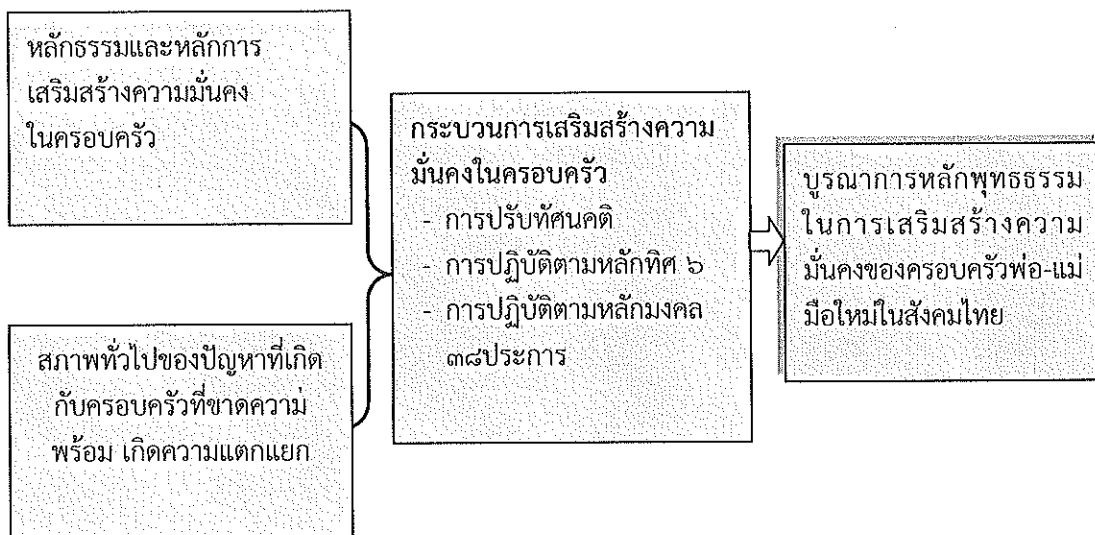 หลักธรรมและหลักการ
เสริมสร้างความมั่นคง
ในครอบครัว
สภาพทั่วไปของปัญหาที่เกิด
กับครอบครัวที่ขาดความ
พร้อม เกิดความแตกแยก
กระบวนการเสริมสร้างความ
มั่นคงในครอบครัว
- การปรับทัศนคติ
- การปฏิบัติตามหลักทิศ ๖
- การปฏิบัติตามหลักมงคล
๓๘ประการ
บูรณาการหลักพุทธธรรม
ในการเสริมสร้างความ
มั่นคงของครอบครัวพ่อ-แม่
มือใหม่ในสังคมไทย